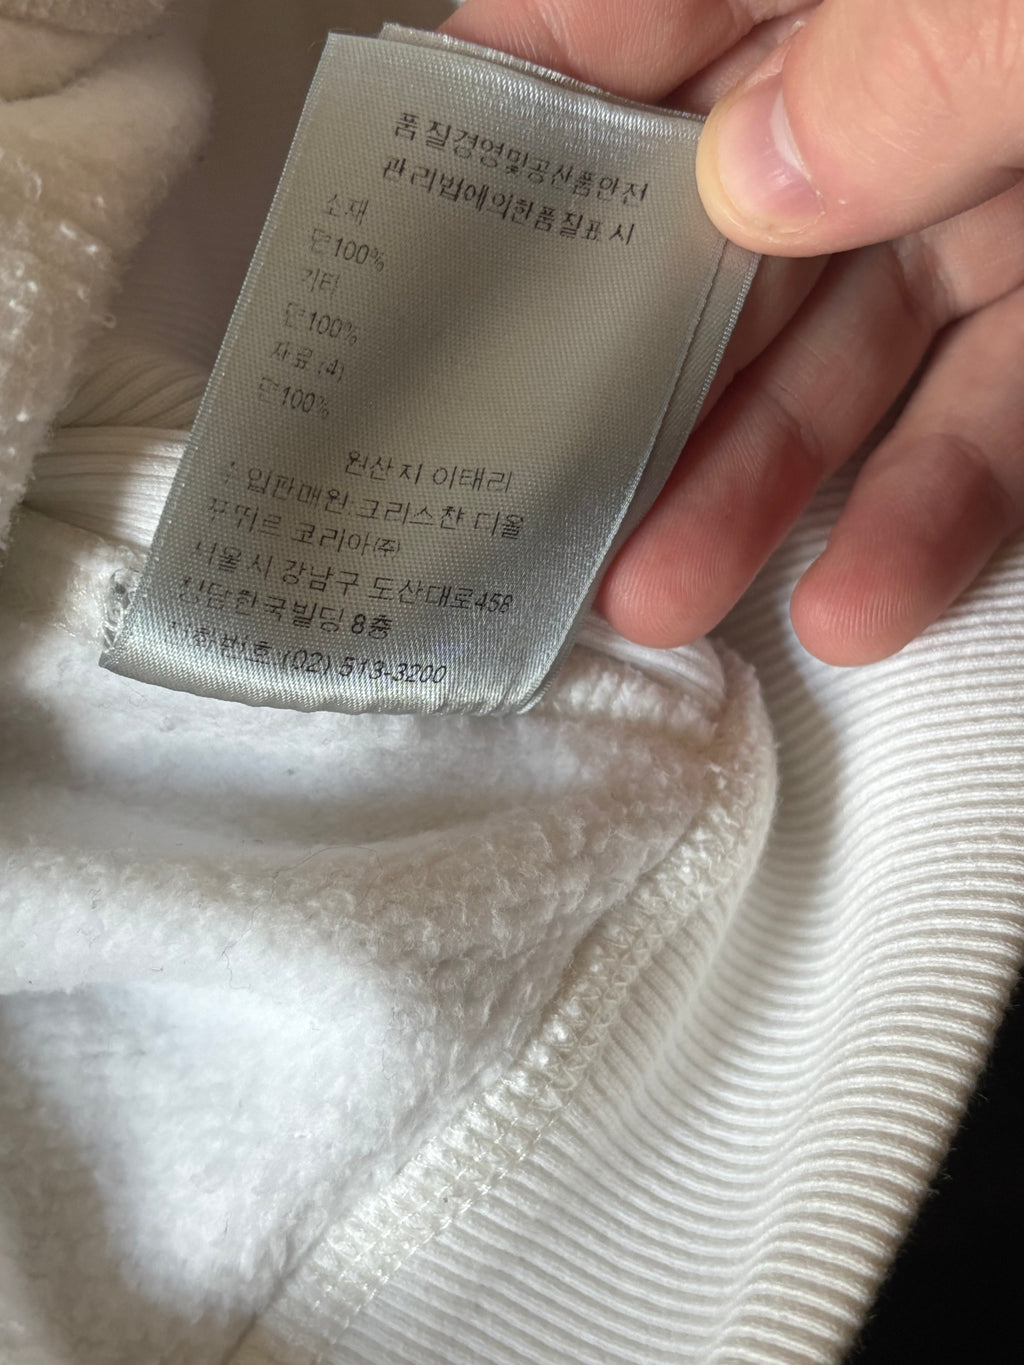 품질경영및공산품안전
관리법에의한품질표시
소재
면100%
기타
면100%
자료 (4)
면100%
원산지 이태리
수입판매원 크리스챤 디올
꾸뛰르 코리아(주)
서울 시 강남구 도산대로458
한국빌딩 8층
전화번호 (02) 513-3200